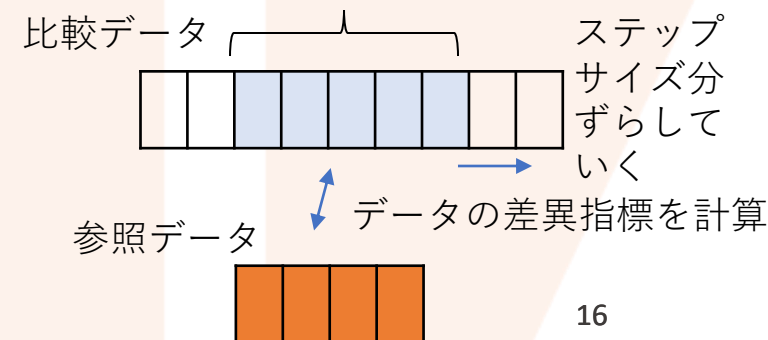 比較データ
ステップ
サイズ分
ずらして
いく
データの差異指標を計算
参照データ
16